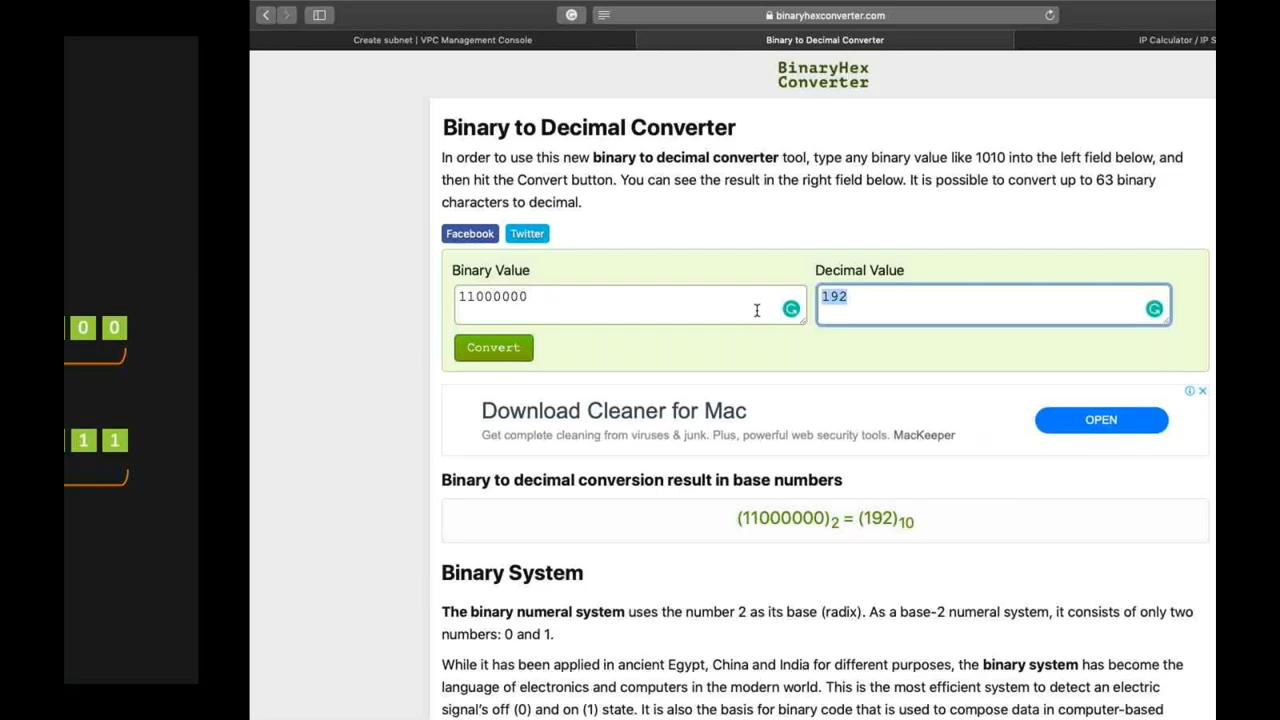 binaryhexconverter.com
Create subnet | VPC Management Console
Binary to Decimal Converter
IP Calculator / IP S
BinaryHex
Converter
Binary to Decimal Converter
In order to use this new binary to decimal converter tool, type any binary value like 1010 into the left field below, and
then hit the Convert button. You can see the result in the right field below. It is possible to convert up to 63 binary
characters to decimal.
Facebook Twitter
Binary Value Decimal Value
11000000 192
Convert
0 0
1 1
Download Cleaner for Mac
Get complete cleaning from viruses & junk. Plus, powerful web security tools. MacKeeper
OPEN
Binary to decimal conversion result in base numbers
(11000000)2 = (192)10
Binary System
The binary numeral system uses the number 2 as its base (radix). As a base-2 numeral system, it consists of only two
numbers: 0 and 1.
While it has been applied in ancient Egypt, China and India for different purposes, the binary system has become the
language of electronics and computers in the modern world. This is the most efficient system to detect an electric
signal's off (0) and on (1) state. It is also the basis for binary code that is used to compose data in computer-based